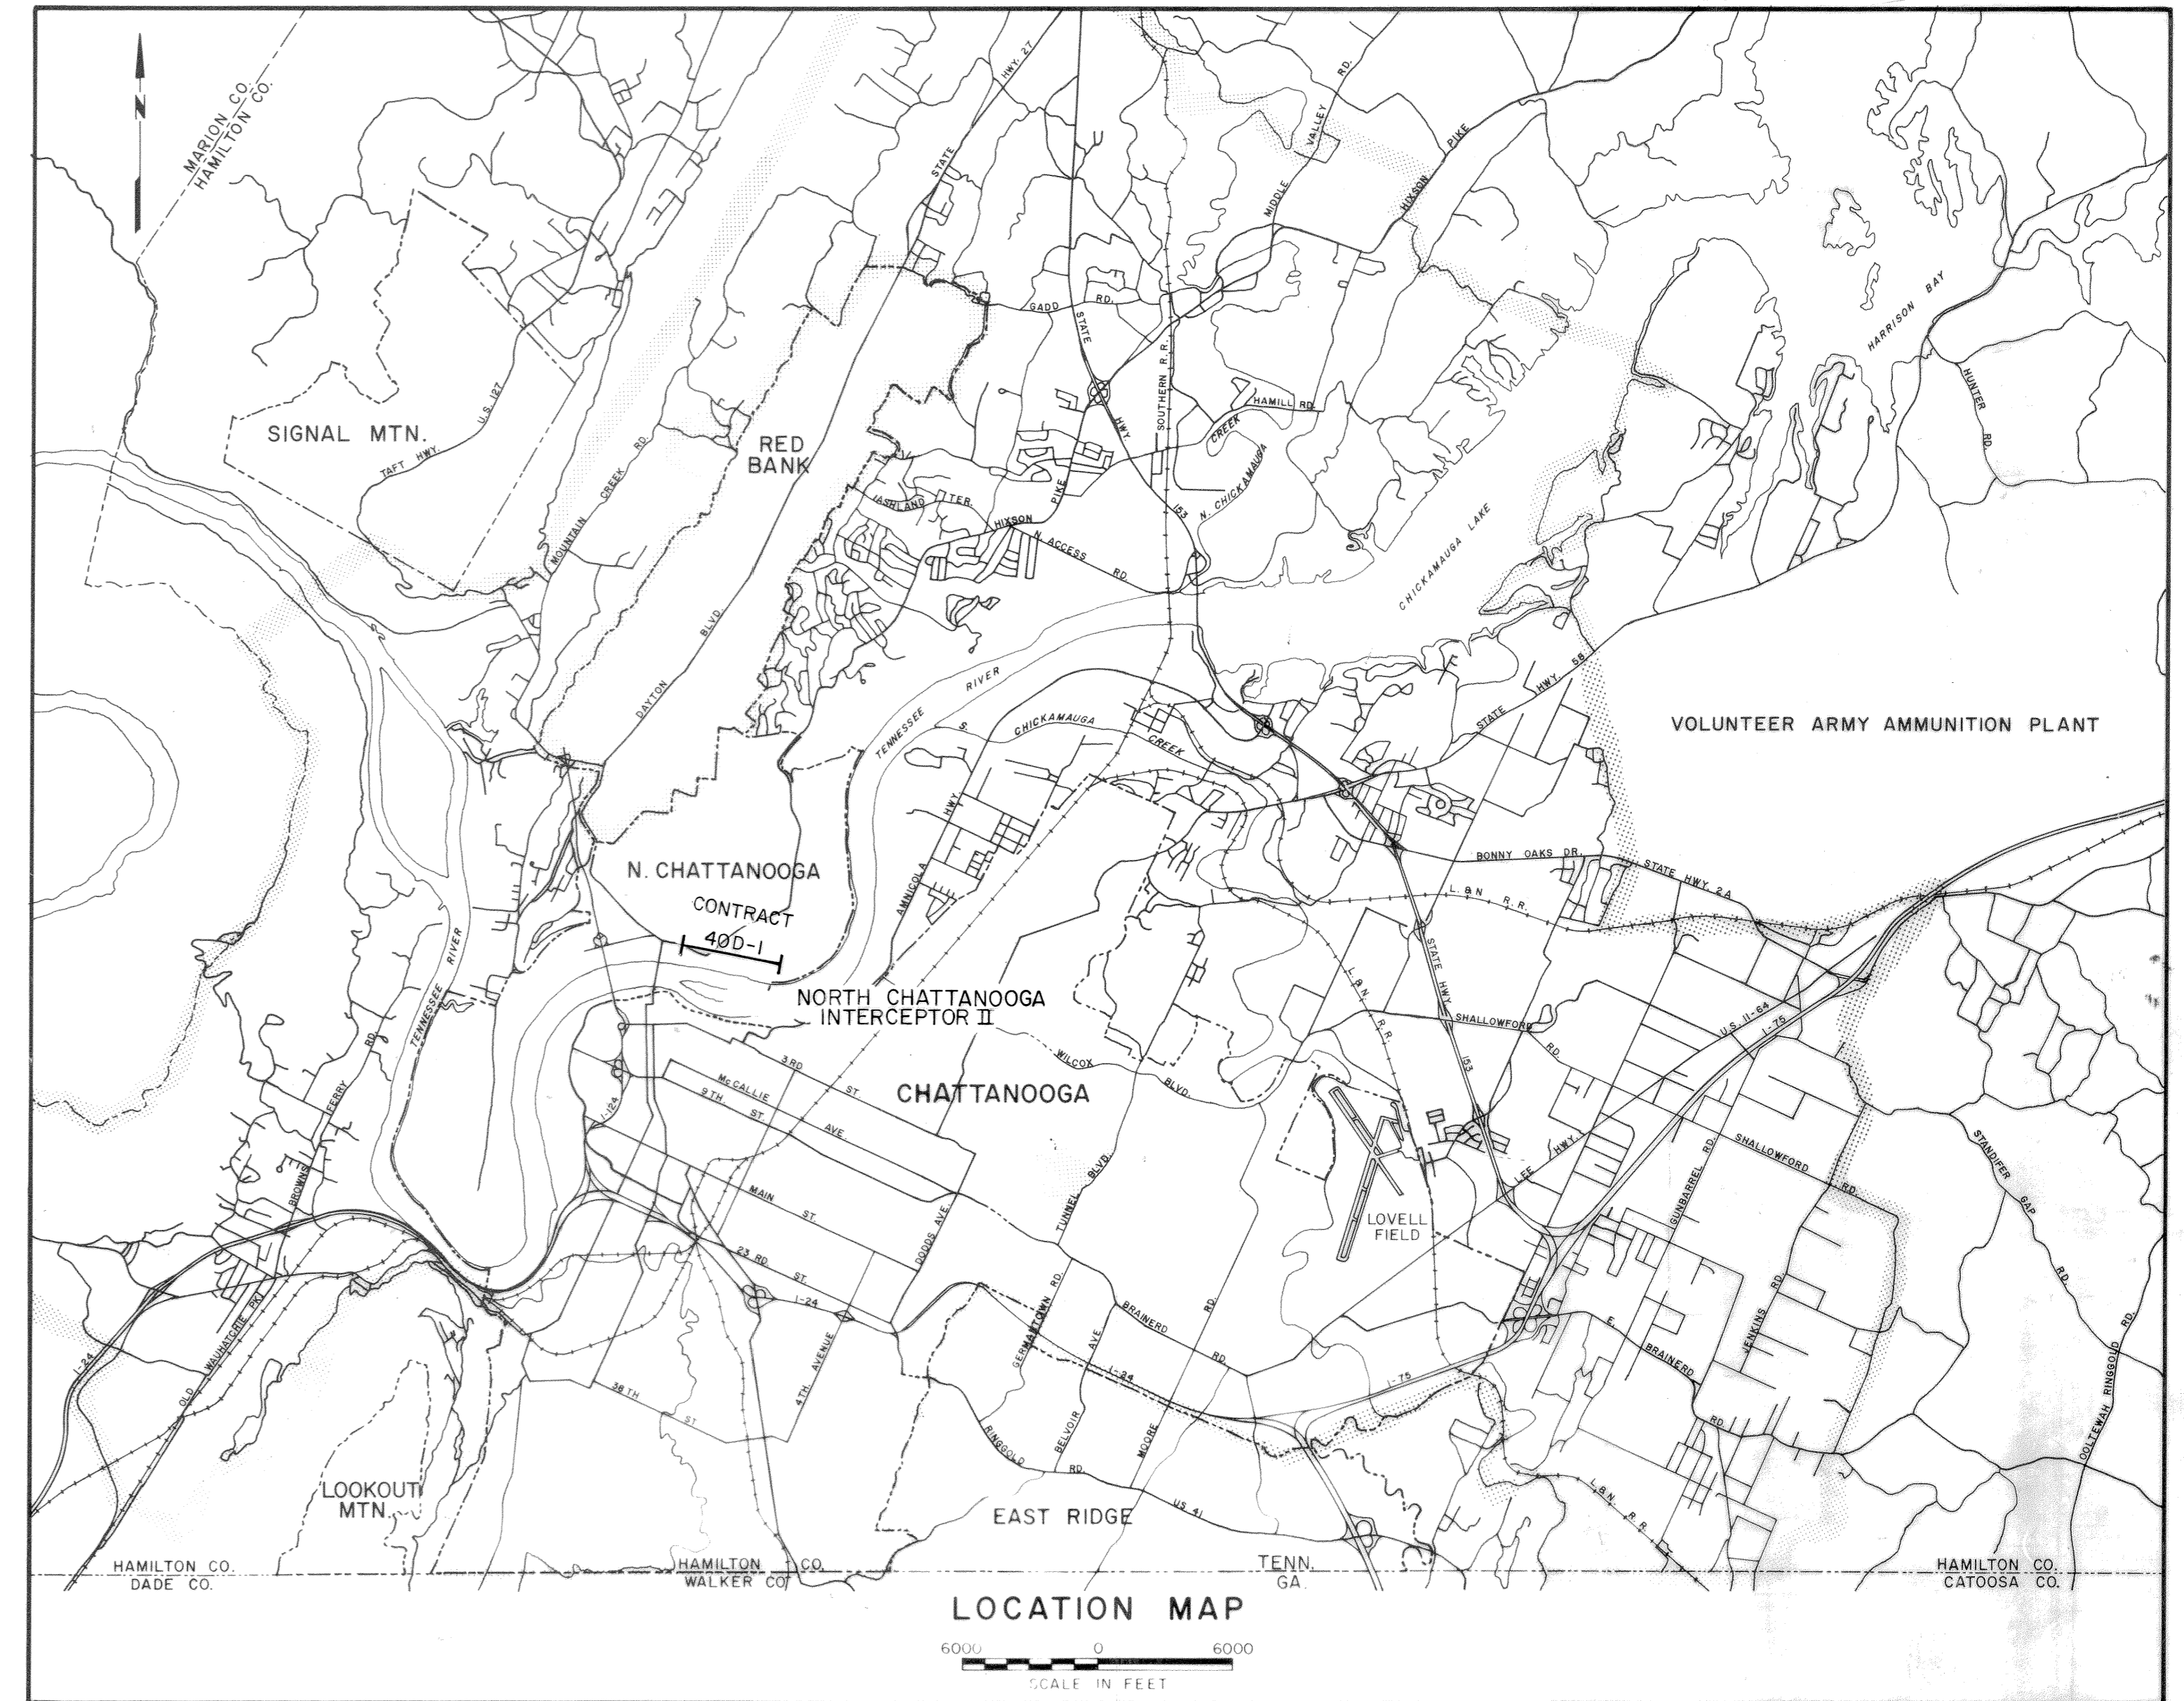 N
MARION CO.
HAMILTON CO.
STATE
HWY. 27
MIDDLE
VALLEY
RD.
HIXSON
PIKE
HARRISON BAY
HUNTER
RD.
GADD
RD.
STATE
HWY.
153
SOUTHERN R. R.
HAMILL RD.
CREEK
N. CHICKAMAUGA
CHICKAMAUGA LAKE
SIGNAL MTN.
TAFT HWY.
U.S. 127
MOUNTAIN
CREEK
RD.
RED
BANK
ASHLAND
TER.
HIXSON
PIKE
N. ACCESS
RD.
DAYTON
BLVD.
TENNESSEE
RIVER
S.
CHICKAMAUGA
CREEK
STATE
HWY.
58
VOLUNTEER ARMY AMMUNITION PLANT
AMNICOLA
HWY.
BONNY OAKS DR.
STATE HWY. 2A
L. & N.
R. R.
N. CHATTANOOGA
CONTRACT
40D-1
NORTH CHATTANOOGA
INTERCEPTOR II
TENNESSEE
RIVER
BROWNS
FERRY
RD.
STATE HWY.
153
L. & N.
R. R.
SHALLOWFORD
RD.
U.S. 11-64
I-75
WILCOX
BLVD.
CHATTANOOGA
3 RD
ST.
McCALLIE
AVE.
9 TH
ST.
I-124
MAIN
ST.
23 RD
ST.
I-24
DODDS AVE.
TUNNEL
BLVD.
LOVELL
FIELD
LEE
HWY.
GUNBARREL RD.
SHALLOWFORD
RD.
STANDIFER
GAP
RD.
GERMANTOWN
RD.
BRAINERD
RD.
I-24
I-75
E.
BRAINERD
RD.
JENKINS
RD.
OOLTEWAH RINGGOLD
RD.
I-24
OLD
WAUHATCHIE PK.
38 TH
ST.
4TH. AVENUE
RINGGOLD
RD.
BELVOIR
AVE.
MOORE
RD.
US 41
L. & N.
R. R.
LOOKOUT
MTN.
EAST RIDGE
HAMILTON CO.
DADE CO.
HAMILTON CO.
WALKER CO.
TENN.
GA.
HAMILTON CO.
CATOOSA CO.
LOCATION MAP
6000 0 6000
SCALE IN FEET